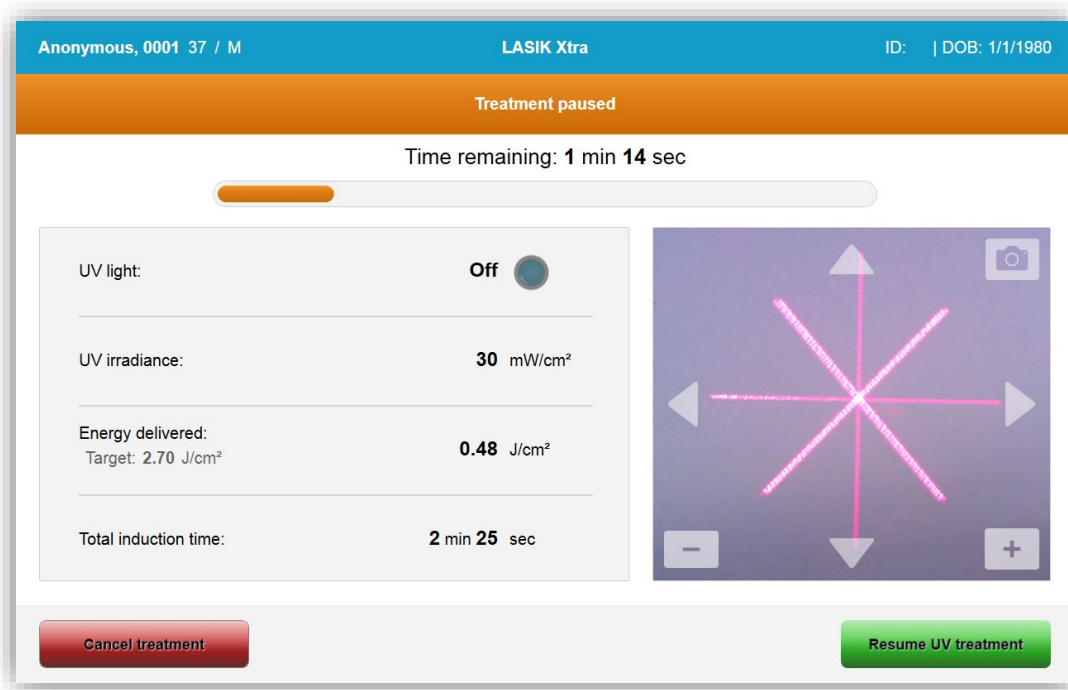 Anonymous, 0001 37 / M LASIK Xtra ID: | DOB: 1/1/1980
Treatment paused
Time remaining: 1 min 14 sec
UV light: Off
UV irradiance: 30 mW/cm²
Energy delivered:
Target: 2.70 J/cm²
0.48 J/cm²
Total induction time: 2 min 25 sec
Cancel treatment Resume UV treatment